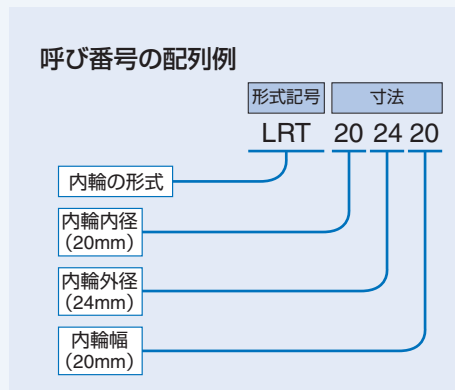 呼び番号の配列例
形式記号 寸法
LRT 20 24 20
内輪の形式
内輪内径
（20mm）
内輪外径
（24mm）
内輪幅
（20mm）